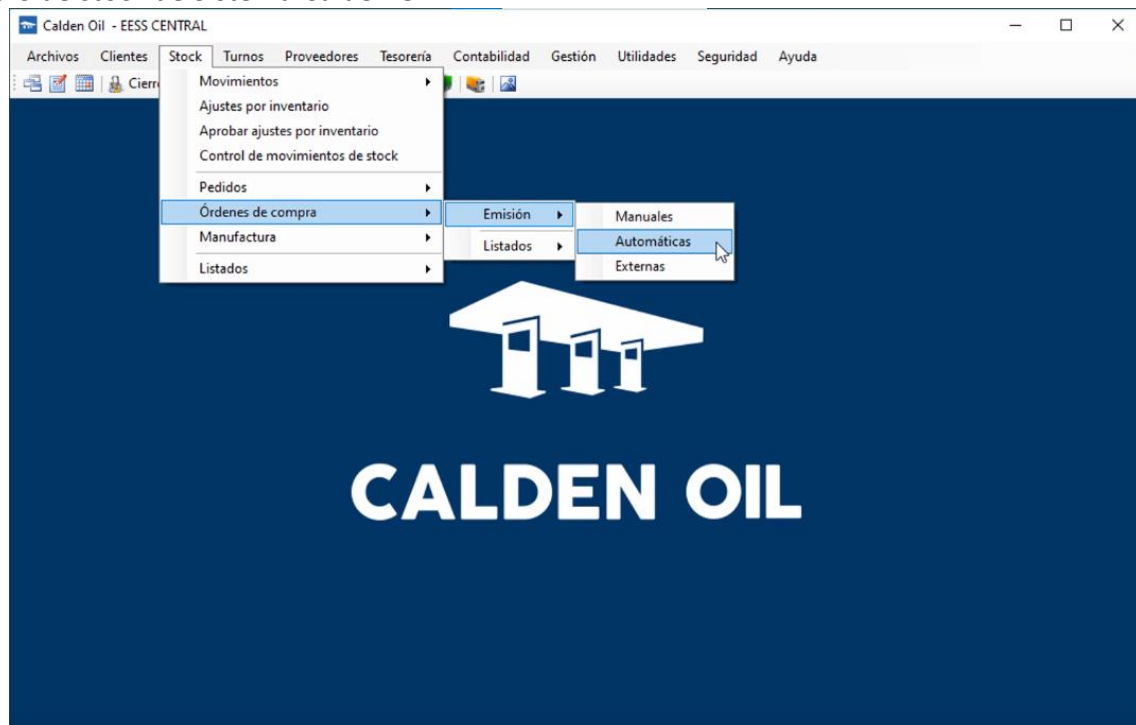 Calden Oil - EESS CENTRAL
Archivos Clientes Stock Turnos Proveedores Tesorería Contabilidad Gestión Utilidades Seguridad Ayuda
Movimientos
Ajustes por inventario
Aprobar ajustes por inventario
Control de movimientos de stock
Pedidos
Órdenes de compra
Manufactura
Listados
Emisión
Listados
Manuales
Automáticas
Externas
CALDEN OIL